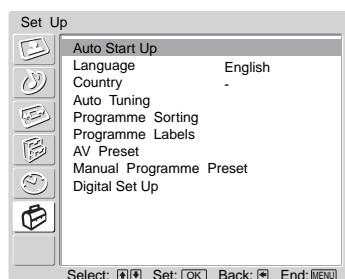 Set Up
Auto Start Up
Language English
Country -
Auto Tuning
Programme Sorting
Programme Labels
AV Preset
Manual Programme Preset
Digital Set Up
Select: Set: OK Back: End: MENU